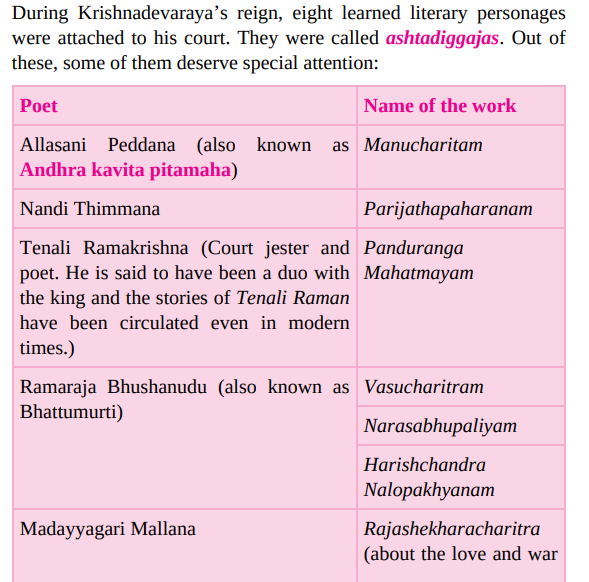 During Krishnadevaraya’s reign, eight learned literary personages
were attached to his court. They were called ashtadiggajas. Out of
these, some of them deserve special attention:
Poet
Name of the work
Allasani Peddana (also known as
Andhra kavita pitamaha)
Manucharitam
Nandi Thimmana
Parijathapaharanam
Tenali Ramakrishna (Court jester and
poet. He is said to have been a duo with
the king and the stories of Tenali Raman
have been circulated even in modern
times.)
Panduranga
Mahatmayam
Ramaraja Bhushanudu (also known as
Bhattumurti)
Vasucharitram
Narasabhupaliyam
Harishchandra
Nalopakhyanam
Madayyagari Mallana
Rajashekharacharitra
(about the love and war